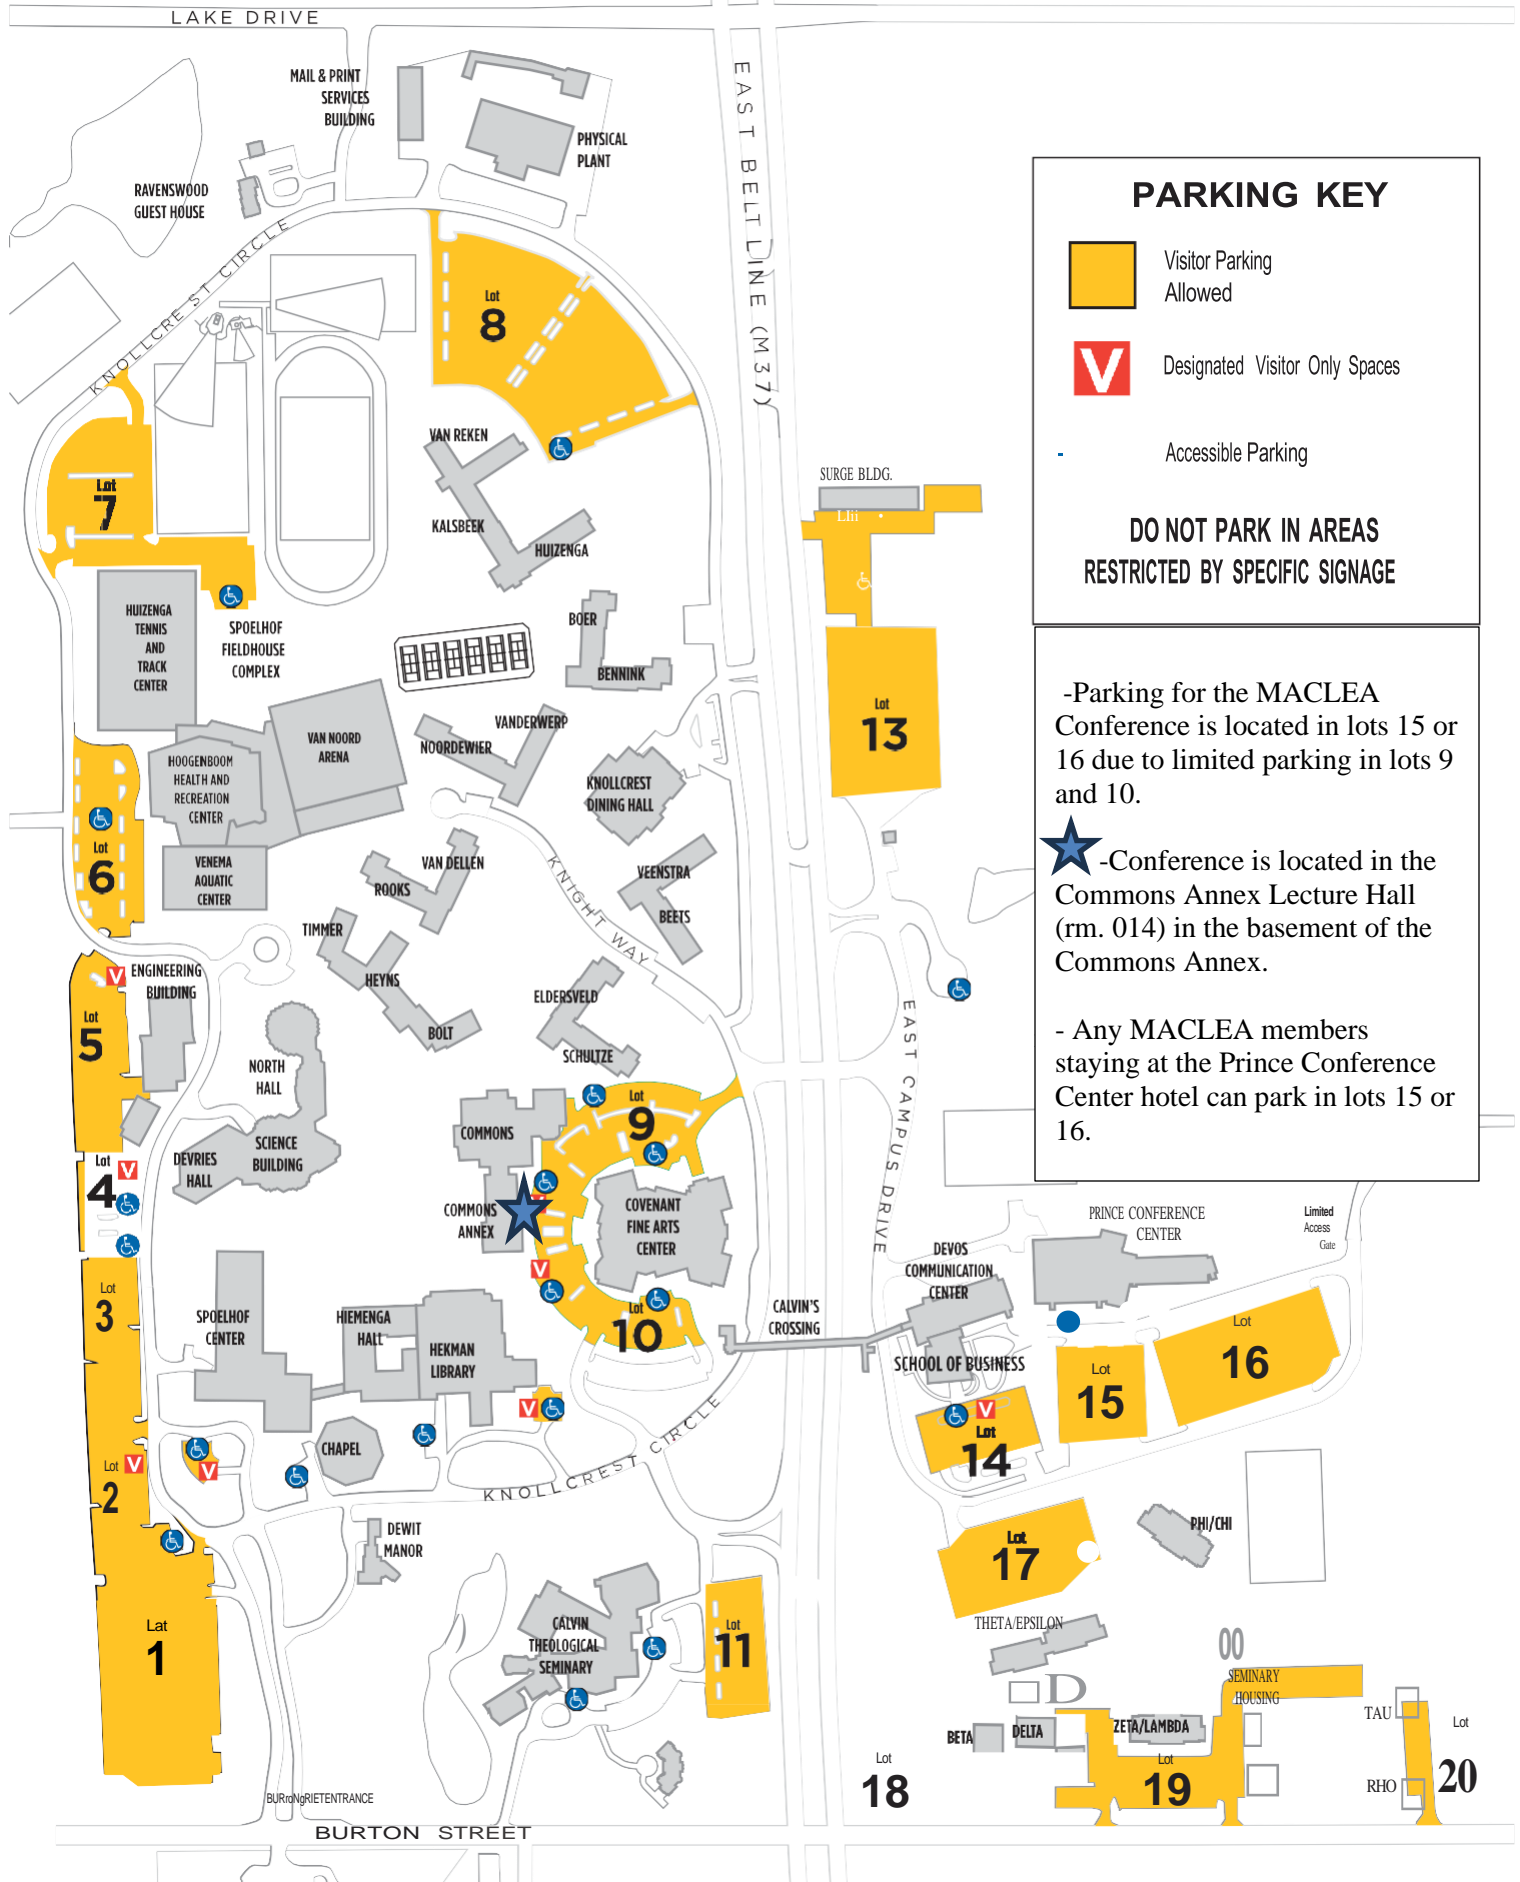 LAKE DRIVE
MAIL & PRINT
SERVICES
BUILDING
PHYSICAL
PLANT
RAVENSWOOD
GUEST HOUSE
KNOLLCREST CIRCLE
EAST BELTLINE (M37)
PARKING KEY
Visitor Parking
Allowed
V
Designated Visitor Only Spaces
- Accessible Parking
DO NOT PARK IN AREAS
RESTRICTED BY SPECIFIC SIGNAGE
-Parking for the MACLEA
Conference is located in lots 15 or
16 due to limited parking in lots 9
and 10.
-Conference is located in the
Commons Annex Lecture Hall
(rm. 014) in the basement of the
Commons Annex.
- Any MACLEA members
staying at the Prince Conference
Center hotel can park in lots 15 or
16.
Lot
8
VAN REKEN
KALSBEEK
HUIZENGA
Lot
7
SURGE BLDG.
Llii
HUIZENGA
TENNIS
AND
TRACK
CENTER
SPOELHOF
FIELDHOUSE
COMPLEX
BOER
BENNINK
Lot
13
VAN NOORD
ARENA
NOORDEWIER
VANDERWERP
HOOGENBOOM
HEALTH AND
RECREATION
CENTER
KNOLLCREST
DINING HALL
Lot
6
VENEMA
AQUATIC
CENTER
VAN DELLEN
ROOKS
KNIGHT WAY
VEENSTRA
BEETS
TIMMER
HEYNS
BOLT
ELDERSVELD
SCHULTZE
V
ENGINEERING
BUILDING
Lot
5
NORTH
HALL
EAST CAMPUS DRIVE
SCIENCE
BUILDING
DEVRIES
HALL
Lot
4
V
COMMONS
Lot
9
COMMONS
ANNEX
COVENANT
FINE ARTS
CENTER
V
Lot
10
PRINCE CONFERENCE
CENTER
Limited
Access
Gate
DEVOS
COMMUNICATION
CENTER
CALVIN'S
CROSSING
SCHOOL OF BUSINESS
Lot
3
SPOELHOF
CENTER
HIEMENGA
HALL
HEKMAN
LIBRARY
Lot
15
Lot
16
V
V
Lot
14
CHAPEL
KNOLLCREST CIRCLE
Lot
2
V
V
DEWIT
MANOR
Lot
17
PHI/CHI
THETA/EPSILON
Lat
1
CALVIN
THEOLOGICAL
SEMINARY
Lot
11
00
SEMINARY
HOUSING
D
BETA
DELTA
ZETA/LAMBDA
TAU
Lot
20
RHO
Lot
18
Lot
19
BURroNgRIETENTRANCE
BURTON STREET